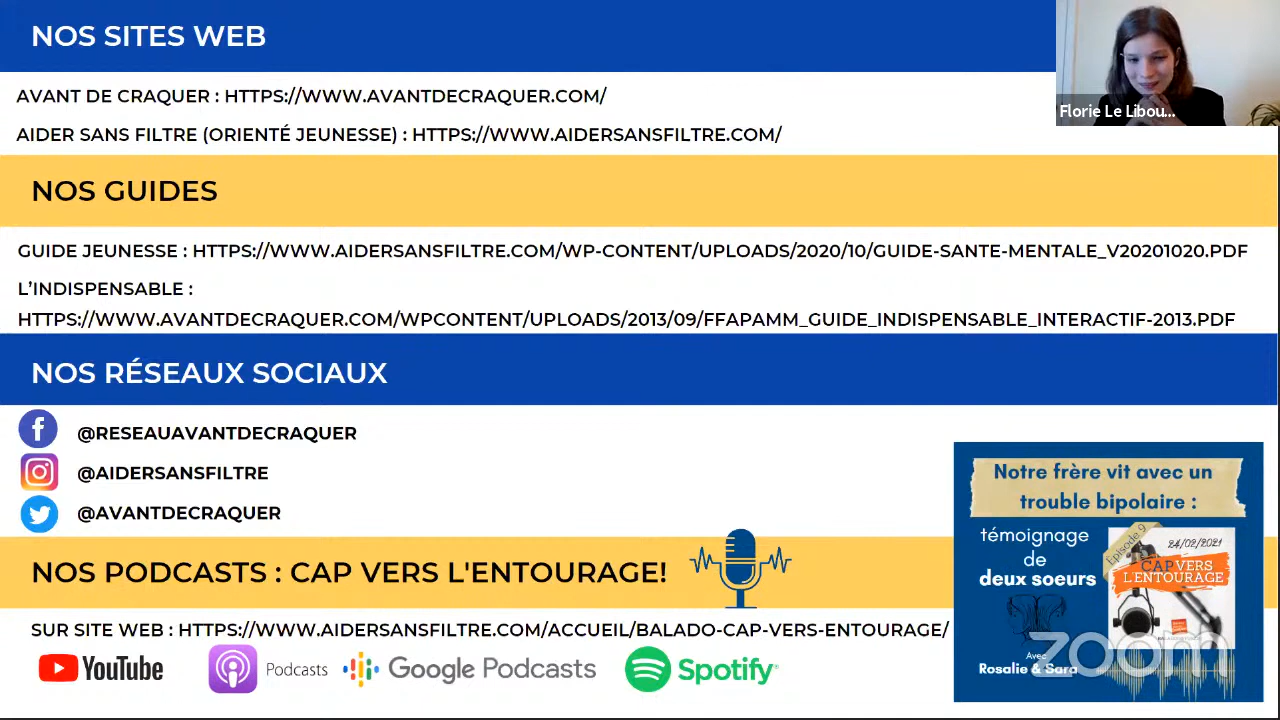 NOS SITES WEB
AVANT DE CRAQUER : HTTPS://WWW.AVANTDECRAQUER.COM/
AIDER SANS FILTRE (ORIENTÉ JEUNESSE) : HTTPS://WWW.AIDERSANSFILTRE.COM/
Florie Le Libou...
NOS GUIDES
GUIDE JEUNESSE : HTTPS://WWW.AIDERSANSFILTRE.COM/WP-CONTENT/UPLOADS/2020/10/GUIDE-SANTE-MENTALE_V20201020.PDF
L'INDISPENSABLE :
HTTPS://WWW.AVANTDECRAQUER.COM/WPCONTENT/UPLOADS/2013/09/FFAPAMM_GUIDE_INDISPENSABLE_INTERACTIF-2013.PDF
NOS RÉSEAUX SOCIAUX
@RESEAUAVANTDECRAQUER
@AIDERSANSFILTRE
@AVANTDECRAQUER
NOS PODCASTS : CAP VERS L'ENTOURAGE!
SUR SITE WEB : HTTPS://WWW.AIDERSANSFILTRE.COM/ACCUEIL/BALADO-CAP-VERS-ENTOURAGE/
YouTube
Podcasts
Google Podcasts
Spotify
Notre frère vit avec un
trouble bipolaire :
témoignage
de
deux soeurs
Episode 9
24/02/2021
CAP VERS
L'ENTOURAGE
Avec
Rosalie & Sara
zoom